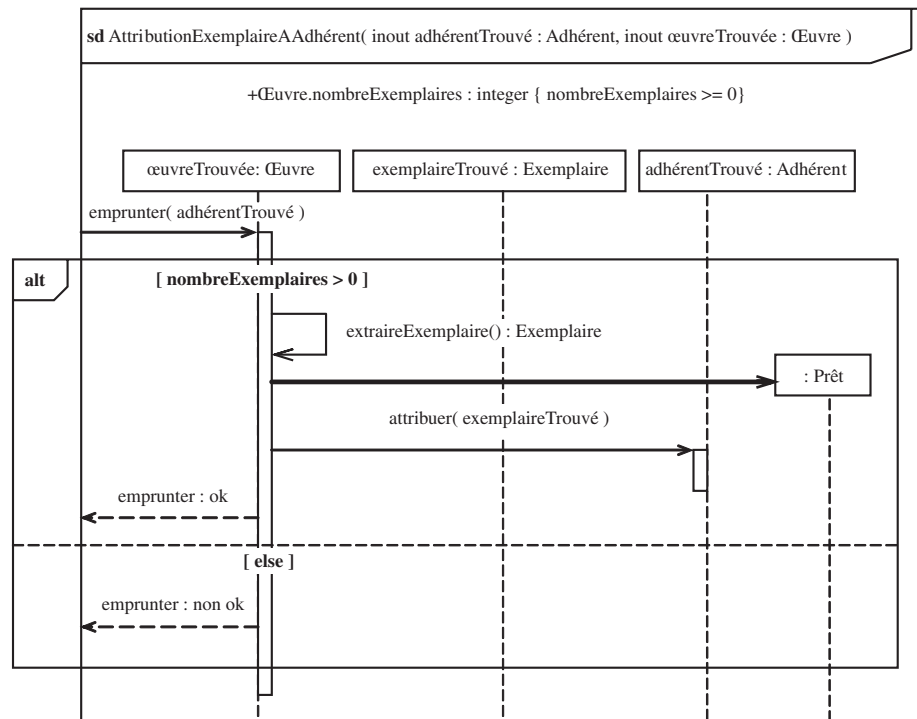 sd AttributionExemplaireAAdhérent( inout adhérentTrouvé : Adhérent, inout œuvreTrouvée : Œuvre )
+Œuvre.nombreExemplaires : integer { nombreExemplaires >= 0}
œuvreTrouvée: Œuvre
exemplaireTrouvé : Exemplaire
adhérentTrouvé : Adhérent
emprunter( adhérentTrouvé )
alt
[ nombreExemplaires > 0 ]
extraireExemplaire() : Exemplaire
: Prêt
attribuer( exemplaireTrouvé )
emprunter : ok
[ else ]
emprunter : non ok